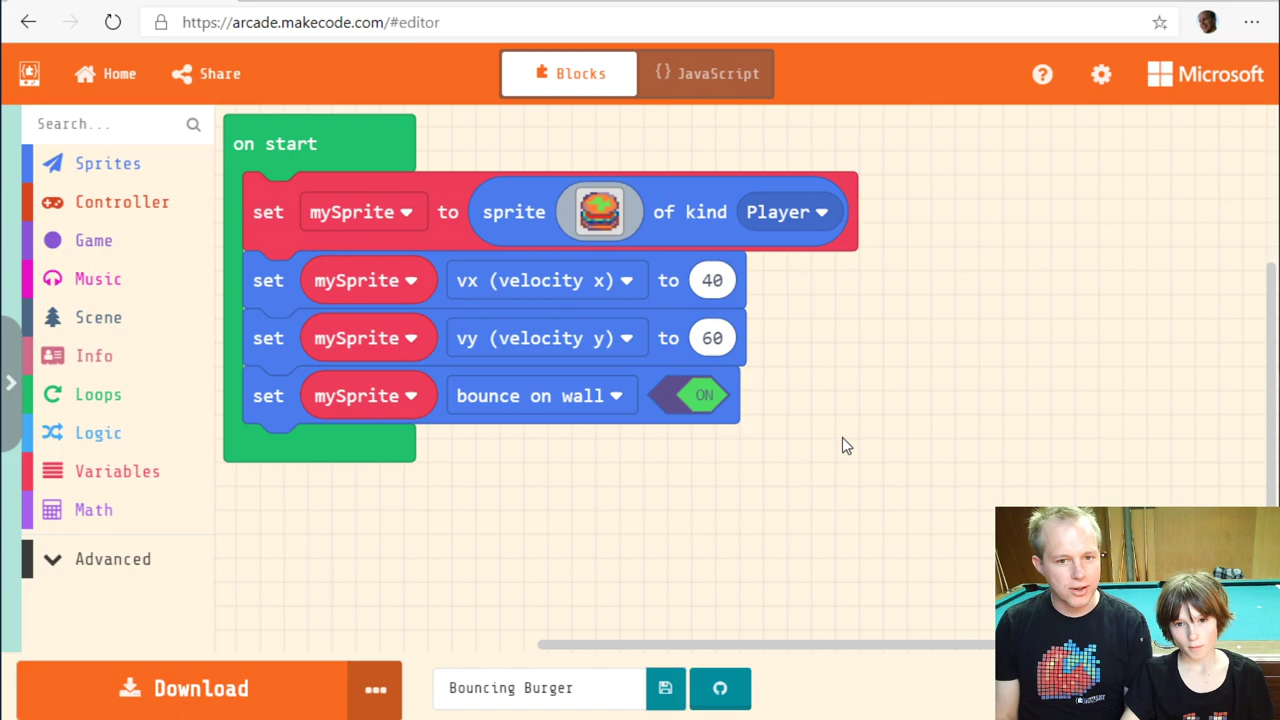 https://arcade.makecode.com/#editor
Home
Share
Blocks
{} JavaScript
?
Microsoft
Search...
Sprites
Controller
Game
Music
Scene
Info
Loops
Logic
Variables
Math
Advanced
on start
set mySprite to sprite of kind Player
set mySprite vx (velocity x) to 40
set mySprite vy (velocity y) to 60
set mySprite bounce on wall ON
Download
Bouncing Burger